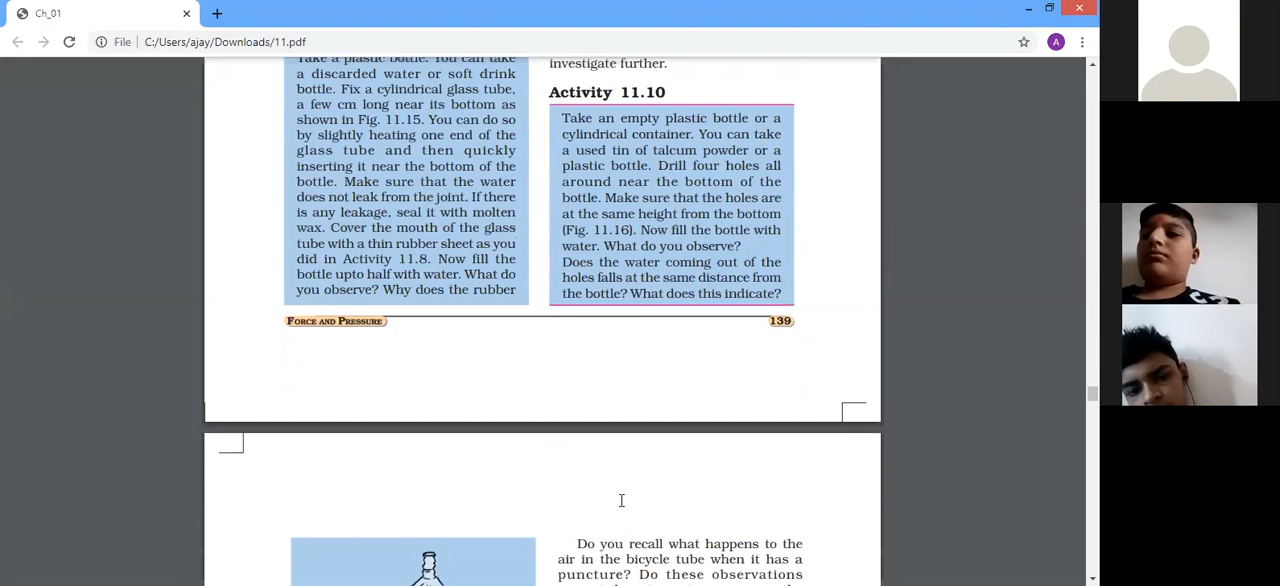 Ch_01
File
C:/Users/ajay/Downloads/11.pdf
A
Take a plastic bottle. You can take
a discarded water or soft drink
bottle. Fix a cylindrical glass tube,
a few cm long near its bottom as
shown in Fig. 11.15. You can do so
by slightly heating one end of the
glass tube and then quickly
inserting it near the bottom of the
bottle. Make sure that the water
does not leak from the joint. If there
is any leakage, seal it with molten
wax. Cover the mouth of the glass
tube with a thin rubber sheet as you
did in Activity 11.8. Now fill the
bottle upto half with water. What do
you observe? Why does the rubber
investigate further.
Activity 11.10
Take an empty plastic bottle or a
cylindrical container. You can take
a used tin of talcum powder or a
plastic bottle. Drill four holes all
around near the bottom of the
bottle. Make sure that the holes are
at the same height from the bottom
(Fig. 11.16). Now fill the bottle with
water. What do you observe?
Does the water coming out of the
holes falls at the same distance from
the bottle? What does this indicate?
FORCE AND PRESSURE
139
Do you recall what happens to the
air in the bicycle tube when it has a
puncture? Do these observations